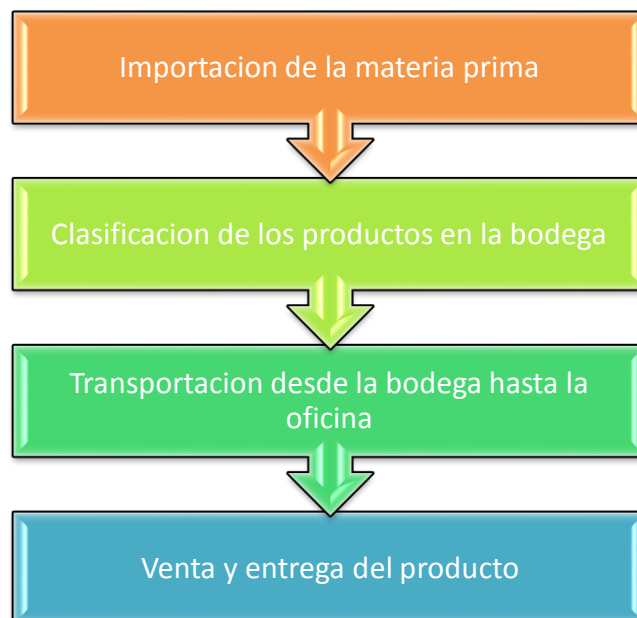 Importacion de la materia prima
Clasificacion de los productos en la bodega
Transportacion desde la bodega hasta la
oficina
Venta y entrega del producto